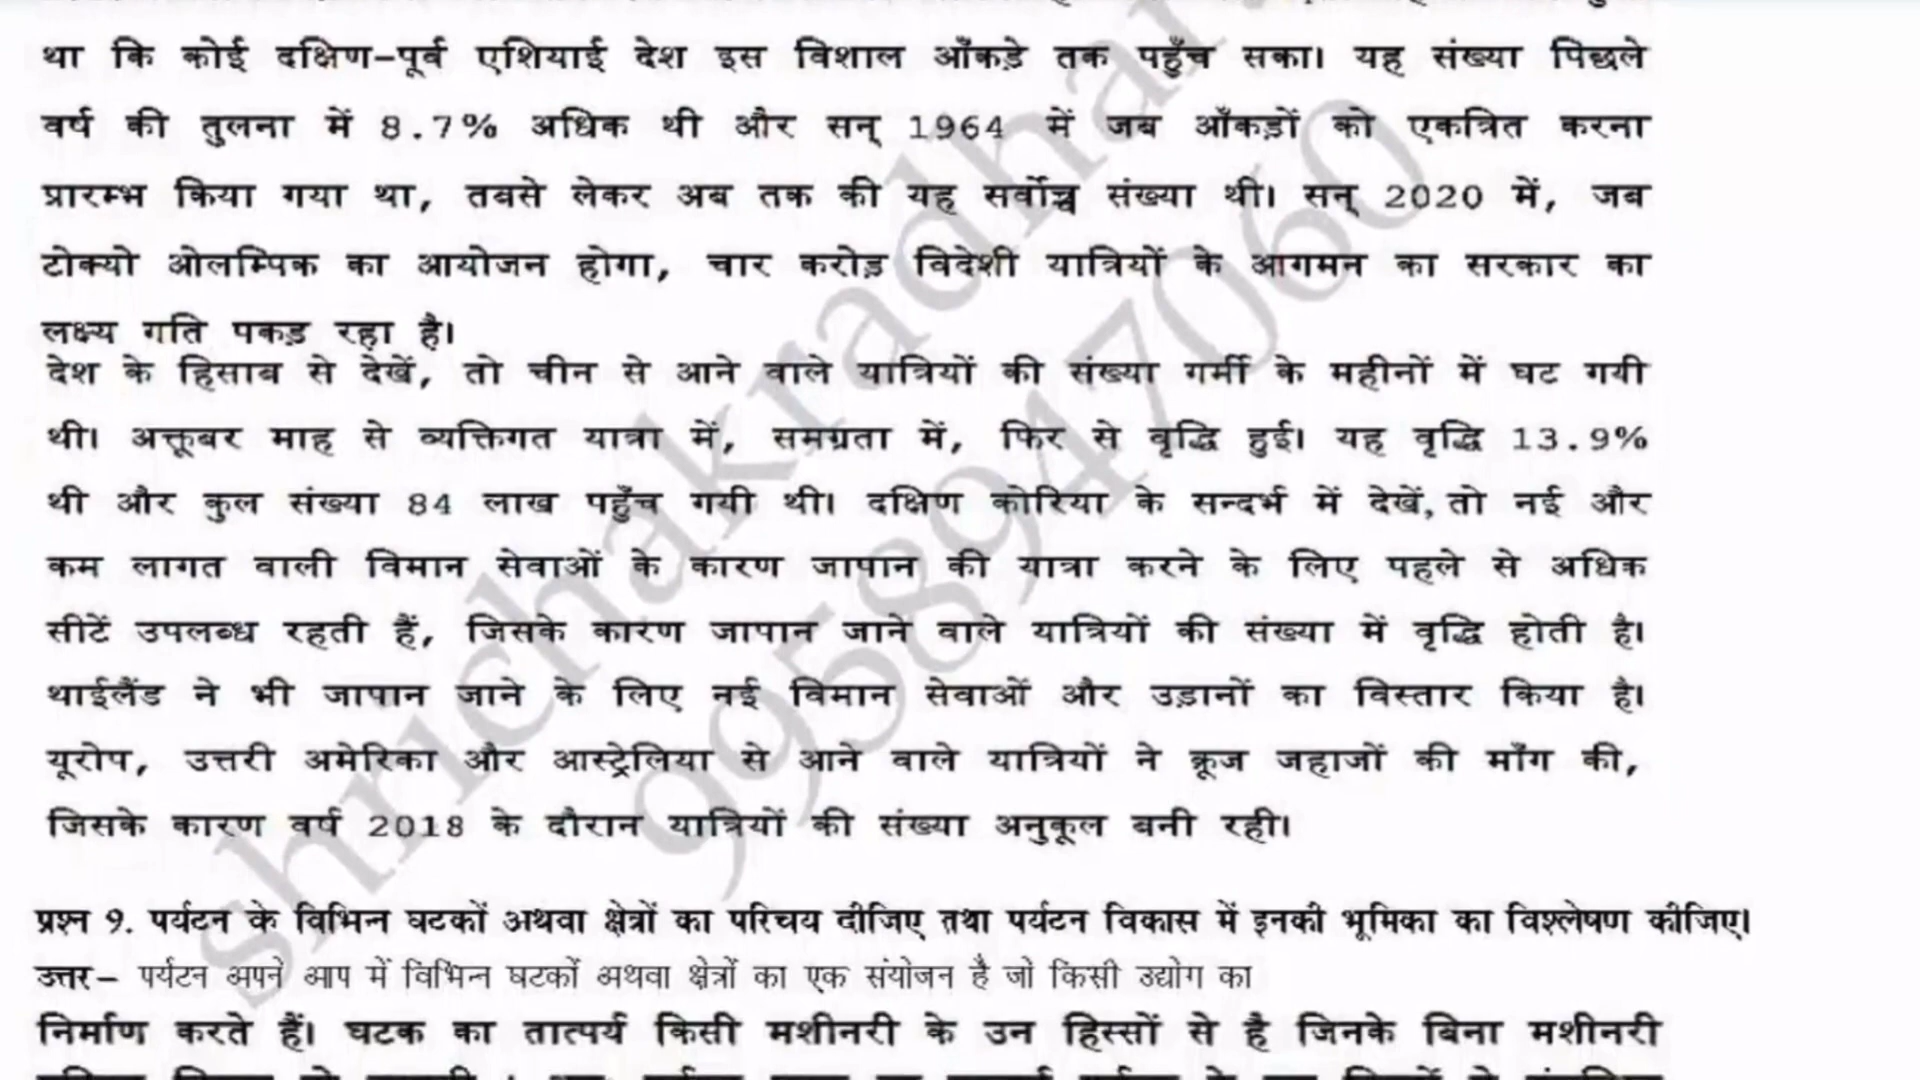 था कि कोई दक्षिण-पूर्व एशियाई देश इस विशाल आँकड़े तक पहुँच सका। यह संख्या पिछले
वर्ष की तुलना में 8.7% अधिक थी और सन् 1964 में जब आँकड़ों को एकत्रित करना
प्रारम्भ किया गया था, तबसे लेकर अब तक की यह सर्वोच्च संख्या थी। सन् 2020 में, जब
टोक्यो ओलम्पिक का आयोजन होगा, चार करोड़ विदेशी यात्रियों के आगमन का सरकार का
लक्ष्य गति पकड़ रहा है।
देश के हिसाब से देखें, तो चीन से आने वाले यात्रियों की संख्या गर्मी के महीनों में घट गयी
थी। अक्तूबर माह से व्यक्तिगत यात्रा में, समग्रता में, फिर से वृद्धि हुई। यह वृद्धि 13.9%
थी और कुल संख्या 84 लाख पहुँच गयी थी। दक्षिण कोरिया के सन्दर्भ में देखें, तो नई और
कम लागत वाली विमान सेवाओं के कारण जापान की यात्रा करने के लिए पहले से अधिक
सीटें उपलब्ध रहती हैं, जिसके कारण जापान जाने वाले यात्रियों की संख्या में वृद्धि होती है।
थाईलैंड ने भी जापान जाने के लिए नई विमान सेवाओं और उड़ानों का विस्तार किया है।
यूरोप, उत्तरी अमेरिका और आस्ट्रेलिया से आने वाले यात्रियों ने क्रूज जहाजों की माँग की,
जिसके कारण वर्ष 2018 के दौरान यात्रियों की संख्या अनुकूल बनी रही।
प्रश्न 9. पर्यटन के विभिन्न घटकों अथवा क्षेत्रों का परिचय दीजिए तथा पर्यटन विकास में इनकी भूमिका का विश्लेषण कीजिए।
उत्तर– पर्यटन अपने आप में विभिन्न घटकों अथवा क्षेत्रों का एक संयोजन है जो किसी उद्योग का
निर्माण करते हैं। घटक का तात्पर्य किसी मशीनरी के उन हिस्सों से है जिनके बिना मशीनरी
shrichakradhar
9958947060